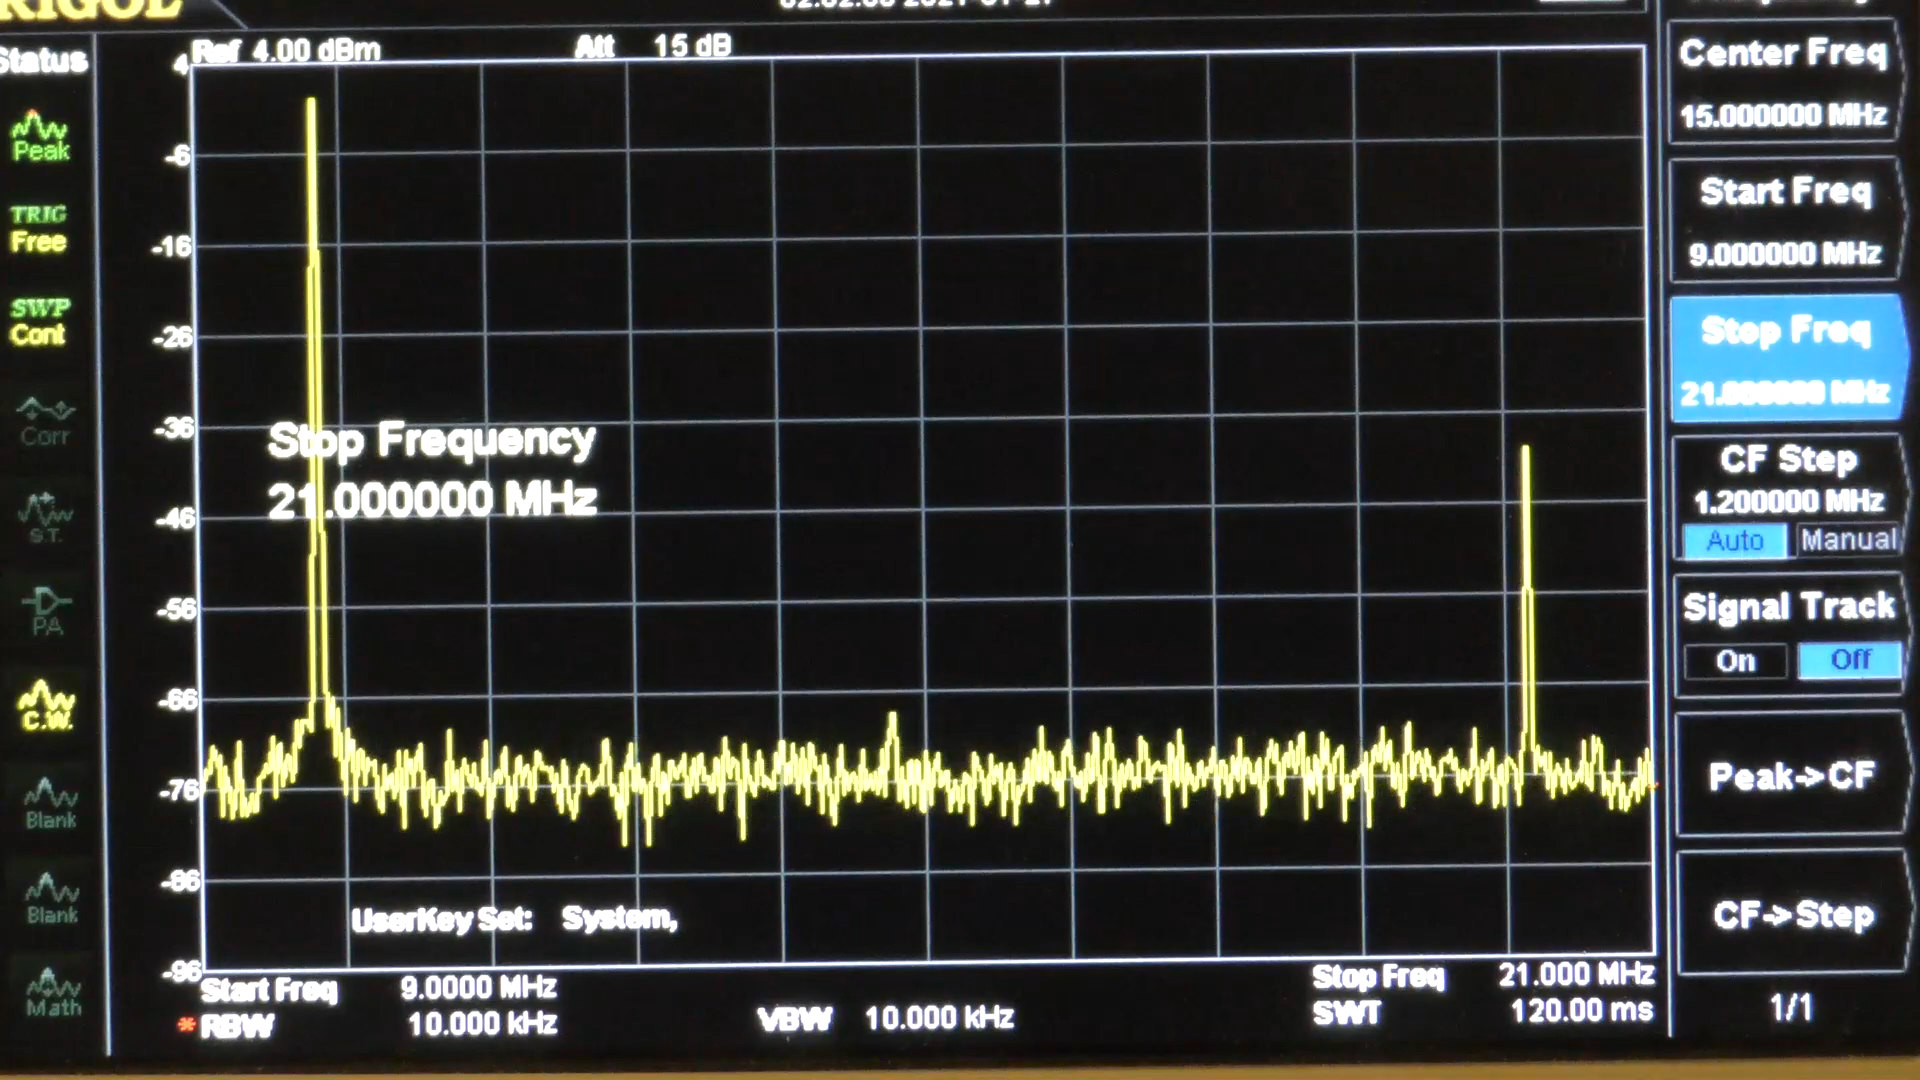 RIGOL
Status
Ref 4.00 dBm
Att 15 dB
4
-6
-16
-26
-36
-46
-56
-66
-76
-86
-96
Peak
TRIG
Free
SWP
Cont
Corr
S.T.
PA
C.W.
Blank
Blank
Math
Stop Frequency
21.000000 MHz
UserKey Set: System,
Start Freq 9.0000 MHz
Stop Freq 21.000 MHz
*RBW 10.000 kHz
VBW 10.000 kHz
SWT 120.00 ms
Center Freq
15.000000 MHz
Start Freq
9.000000 MHz
Stop Freq
21.000000 MHz
CF Step
1.200000 MHz
Auto Manual
Signal Track
On Off
Peak->CF
CF->Step
1/1